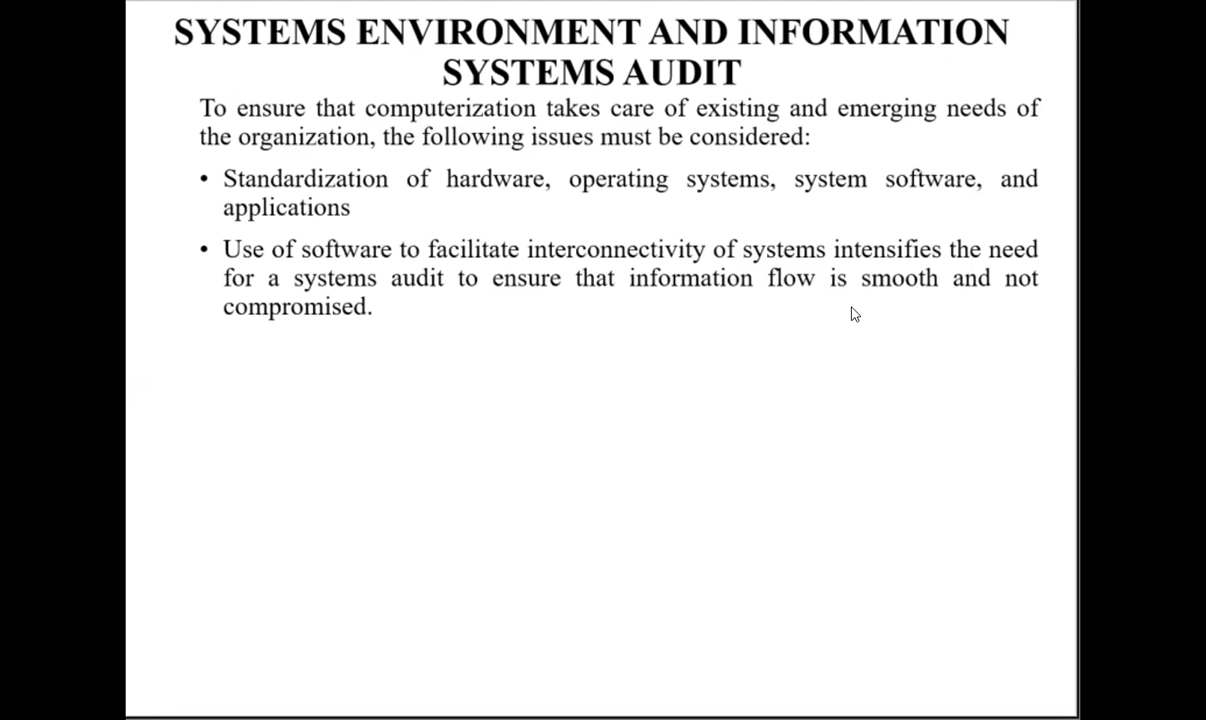 SYSTEMS ENVIRONMENT AND INFORMATION
SYSTEMS AUDIT
To ensure that computerization takes care of existing and emerging needs of
the organization, the following issues must be considered:
• Standardization of hardware, operating systems, system software, and
applications
• Use of software to facilitate interconnectivity of systems intensifies the need
for a systems audit to ensure that information flow is smooth and not
compromised.